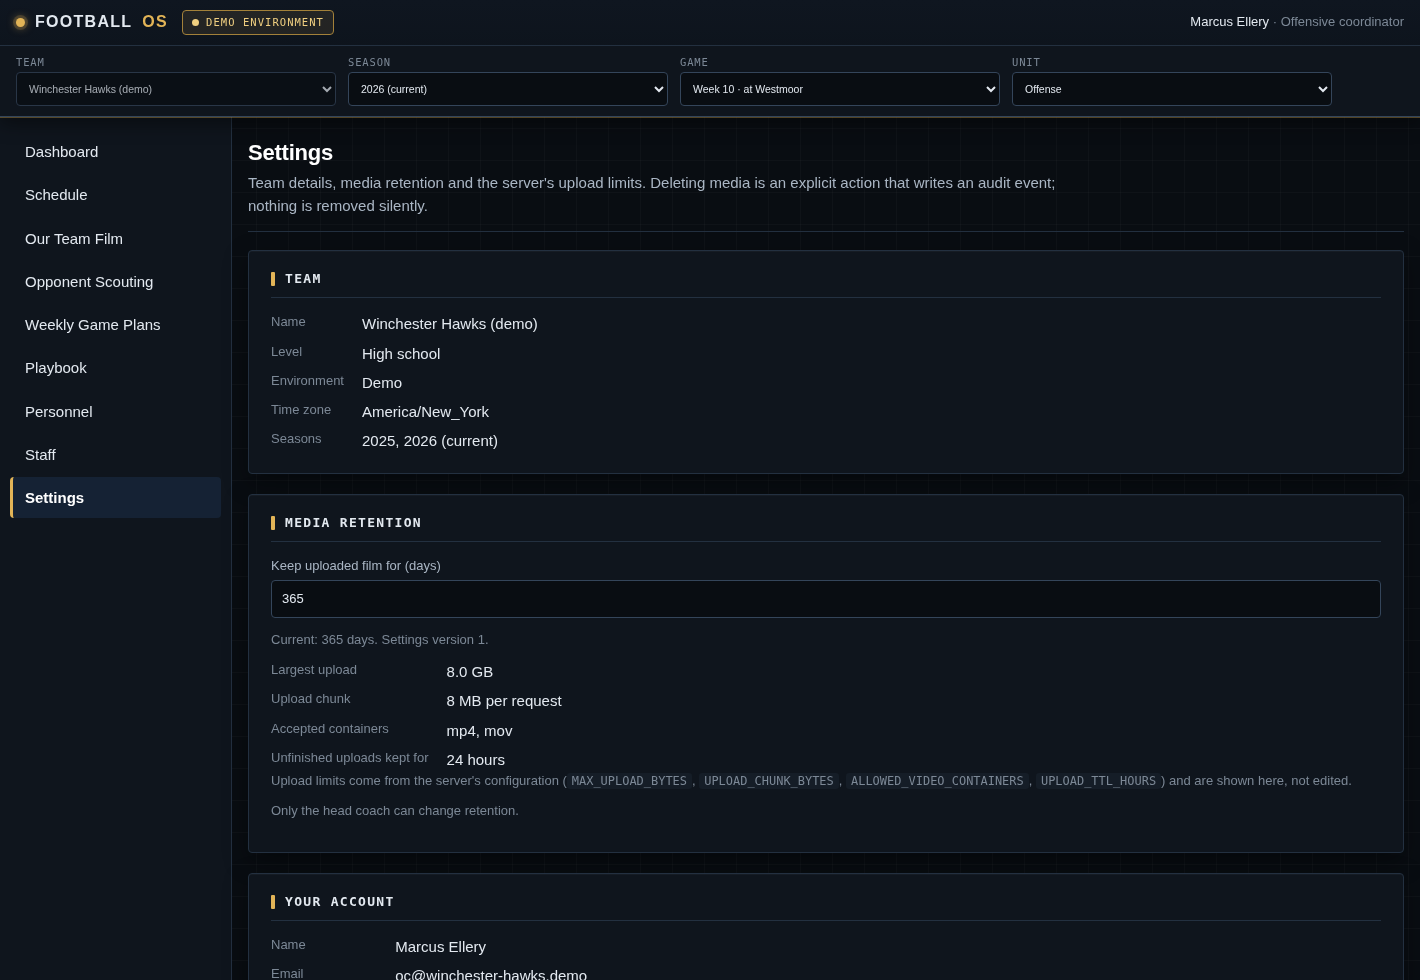 FOOTBALL OS
DEMO ENVIRONMENT
Marcus Ellery · Offensive coordinator
TEAM
Winchester Hawks (demo)
SEASON
2026 (current)
GAME
Week 10 · at Westmoor
UNIT
Offense
Dashboard
Schedule
Our Team Film
Opponent Scouting
Weekly Game Plans
Playbook
Personnel
Staff
Settings
Settings
Team details, media retention and the server's upload limits. Deleting media is an explicit action that writes an audit event;
nothing is removed silently.
TEAM
Name Winchester Hawks (demo)
Level High school
Environment Demo
Time zone America/New_York
Seasons 2025, 2026 (current)
MEDIA RETENTION
Keep uploaded film for (days)
365
Current: 365 days. Settings version 1.
Largest upload 8.0 GB
Upload chunk 8 MB per request
Accepted containers mp4, mov
Unfinished uploads kept for 24 hours
Upload limits come from the server's configuration ( MAX_UPLOAD_BYTES , UPLOAD_CHUNK_BYTES , ALLOWED_VIDEO_CONTAINERS , UPLOAD_TTL_HOURS ) and are shown here, not edited.
Only the head coach can change retention.
YOUR ACCOUNT
Name Marcus Ellery
Email oc@winchester-hawks.demo